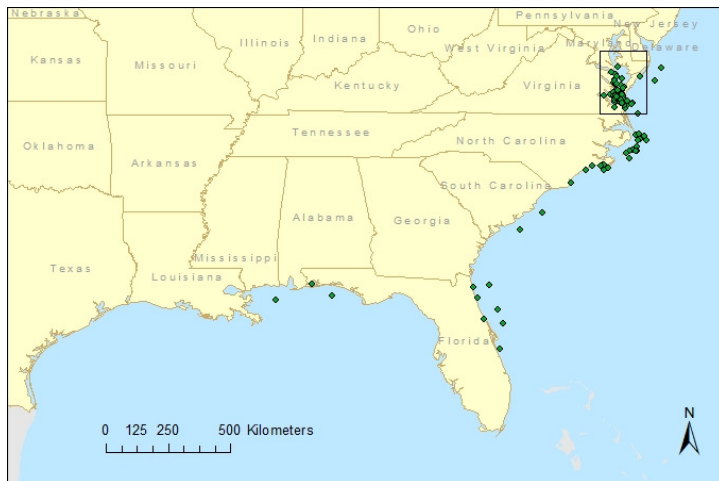 Nebraska
Pennsylvania
New Jersey
Ohio
Indiana
Illinois
Maryland
Delaware
West Virginia
Kansas
Missouri
Kentucky
Virginia
Tennessee
North Carolina
Oklahoma
Arkansas
South Carolina
Alabama
Georgia
Mississippi
Texas
Louisiana
Florida
N
0 125 250 500 Kilometers